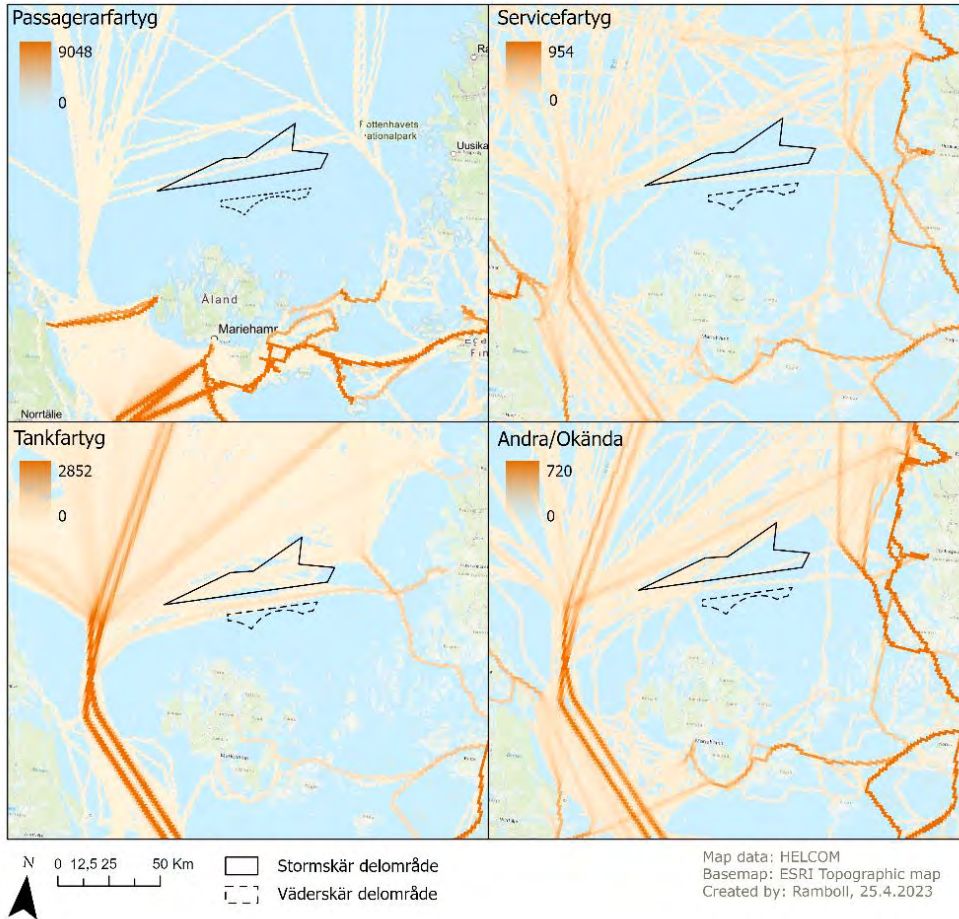 Passagerarfartyg
9048
0
Nationalpark
Uusika
Åland
Mariehamr
Norrtälje
Servicefartyg
954
0
Tankfartyg
2852
0
Andra/Okända
720
0
N
0 12,5 25 50 Km
Stormskär delområde
Väderskär delområde
Map data: HELCOM
Basemap: ESRI Topographic map
Created by: Ramboll, 25.4.2023